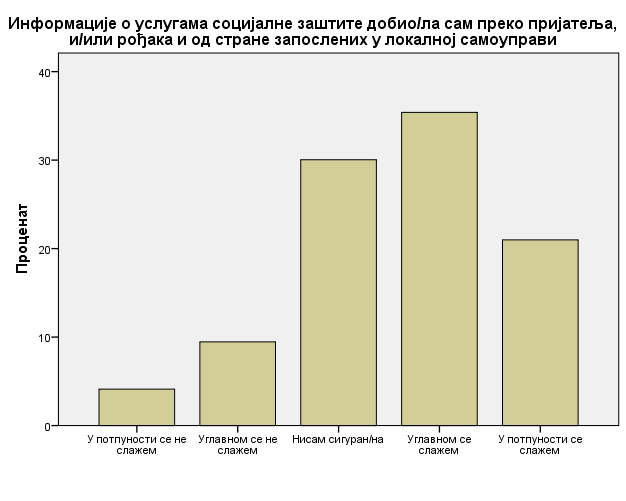 Информације о услугама социјалне заштите добио/ла сам преко пријатеља,
и/или рођака и од стране запослених у локалној самоуправи
Проценат
40
30
20
10
0
У потпуности се не
слажем
Углавном се не
слажем
Нисам сигуран/на
Углавном се
слажем
У потпуности се
слажем